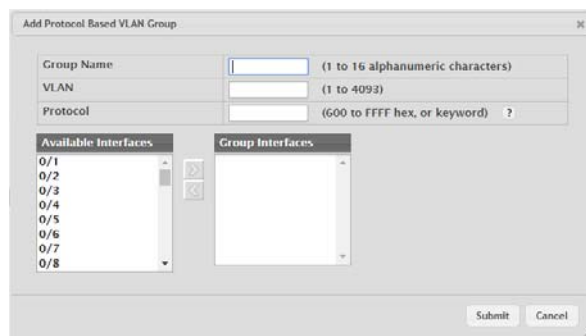 Add Protocol Based VLAN Group
Group Name (1 to 16 alphanumeric characters)
VLAN (1 to 4093)
Protocol (600 to FFFF hex, or keyword) ?
Available Interfaces Group Interfaces
0/1
0/2
0/3
0/4
0/5
0/6
0/7
0/8
Submit Cancel